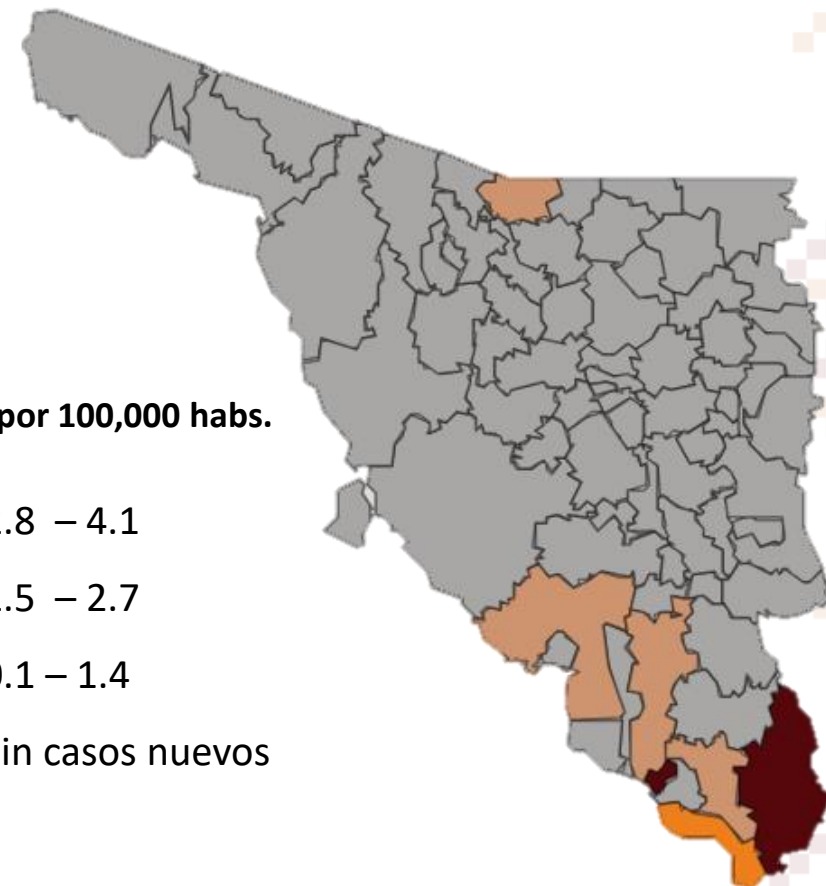 por 100,000 habs.
.8 – 4.1
.5 – 2.7
.1 – 1.4
in casos nuevos